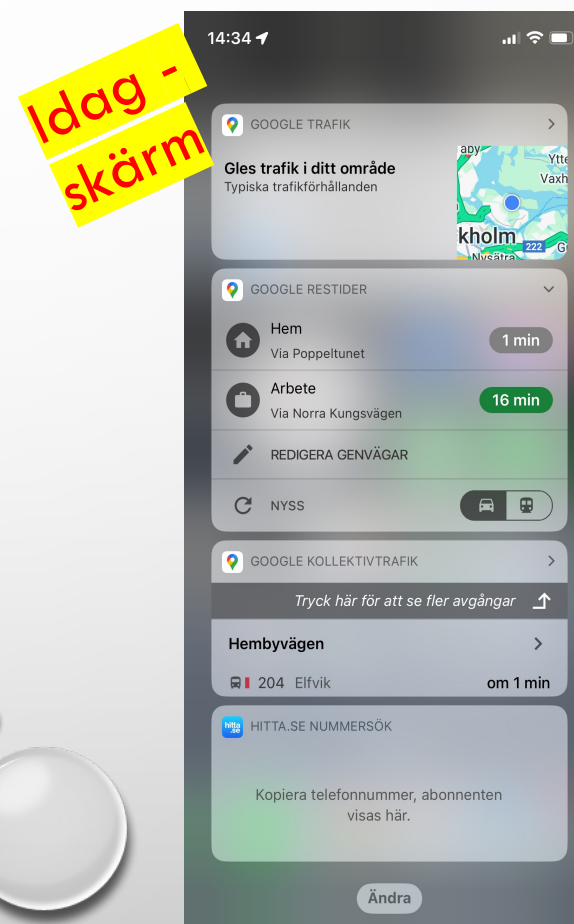 Idag -
skärm
14:34
GOOGLE TRAFIK
Gles trafik i ditt område
Typiska trafikförhållanden
aby
Ytte
Vaxh
kholm
222
G
Nysätra
GOOGLE RESTIDER
Hem
1 min
Via Poppeltunet
Arbete
16 min
Via Norra Kungsvägen
REDIGERA GENVÄGAR
NYSS
GOOGLE KOLLEKTIVTRAFIK
Tryck här för att se fler avgångar
Hembyvägen
204 Elfvik
om 1 min
hitta
.se
HITTA.SE NUMMERSÖK
Kopiera telefonnummer, abonnenten
visas här.
Ändra